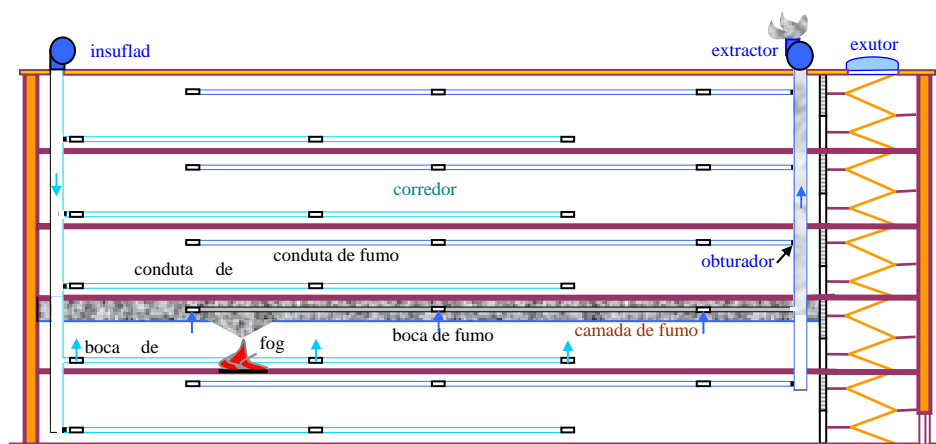 insuflad
extractor
exutor
corredor
conduta de fumo
obturador
conduta de
boca de fumo
camada de fumo
boca de
fog